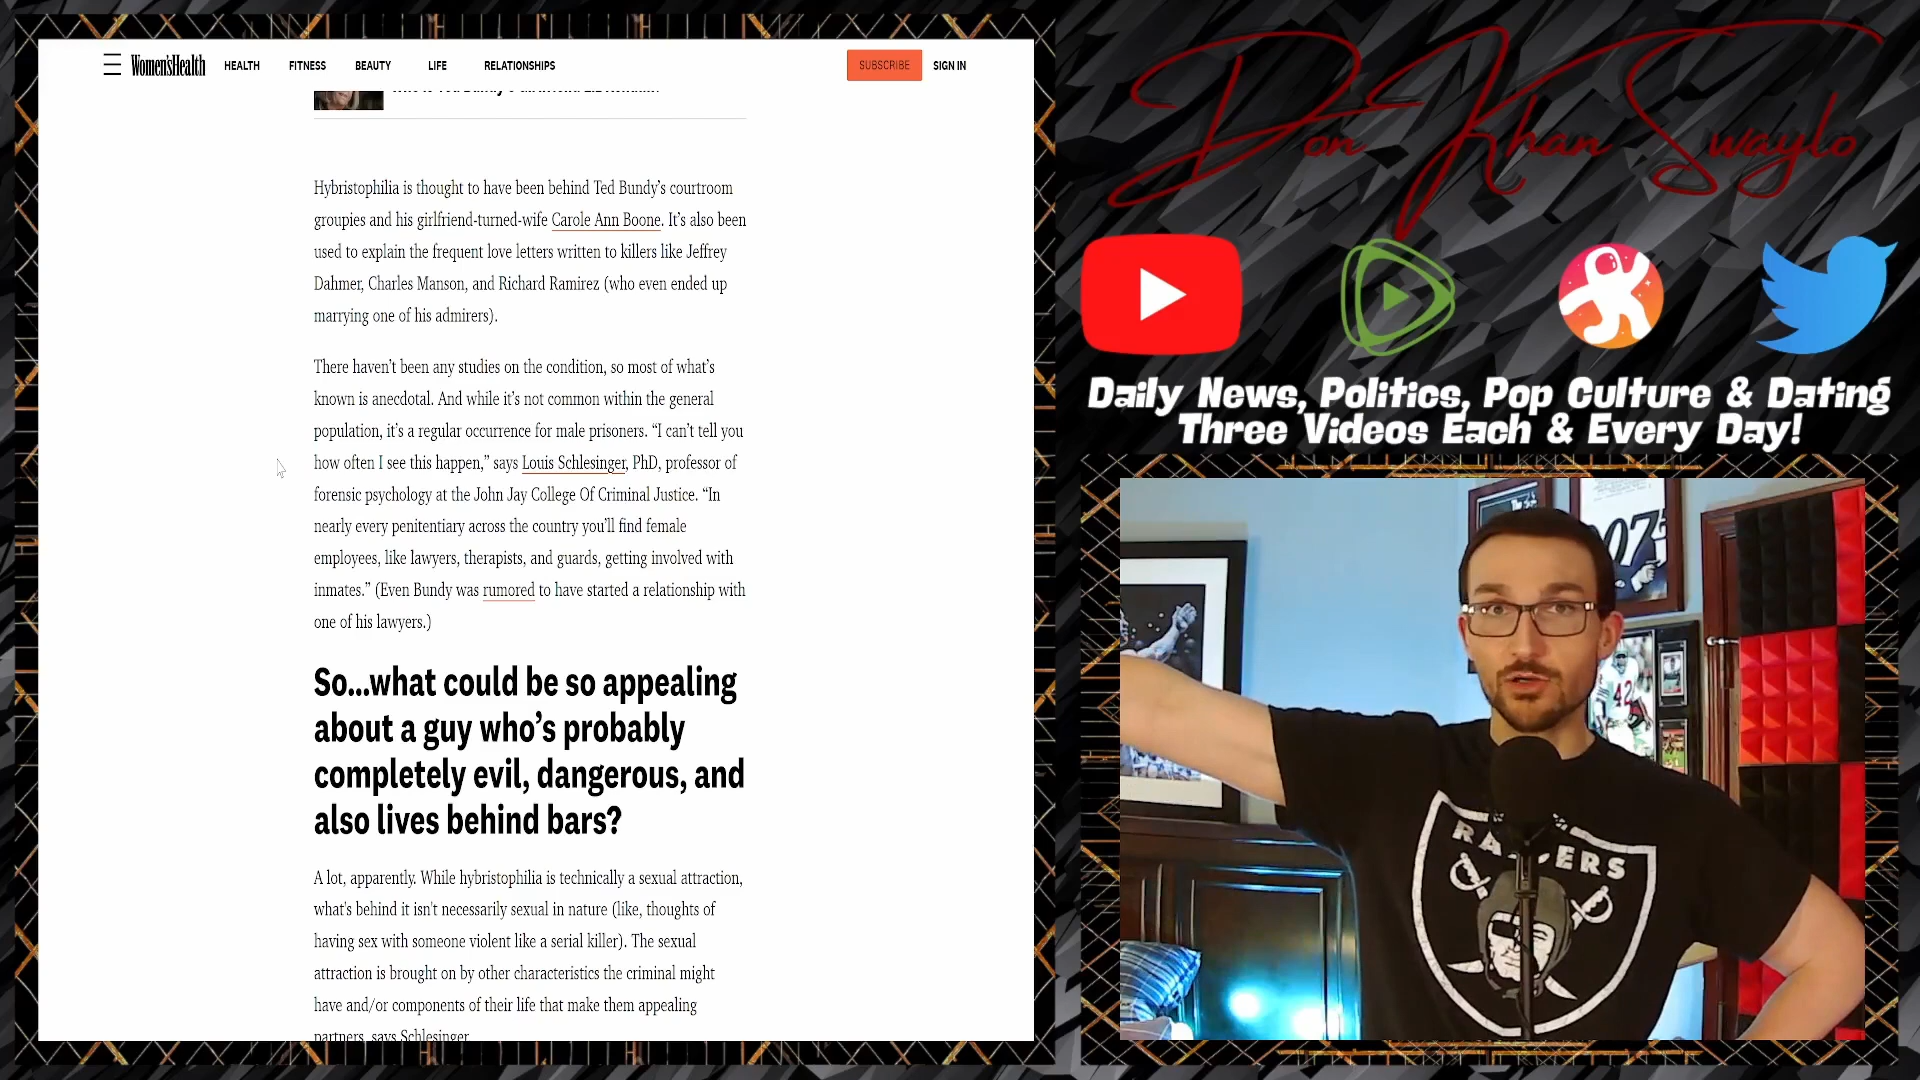 Women'sHealth HEALTH FITNESS BEAUTY LIFE RELATIONSHIPS SUBSCRIBE SIGN IN
Hybristophilia is thought to have been behind Ted Bundy’s courtroom
groupies and his girlfriend-turned-wife Carole Ann Boone. It’s also been
used to explain the frequent love letters written to killers like Jeffrey
Dahmer, Charles Manson, and Richard Ramirez (who even ended up
marrying one of his admirers).
There haven’t been any studies on the condition, so most of what’s
known is anecdotal. And while it’s not common within the general
population, it’s a regular occurrence for male prisoners. “I can’t tell you
how often I see this happen,” says Louis Schlesinger, PhD, professor of
forensic psychology at the John Jay College Of Criminal Justice. “In
nearly every penitentiary across the country you’ll find female
employees, like lawyers, therapists, and guards, getting involved with
inmates.” (Even Bundy was rumored to have started a relationship with
one of his lawyers.)
So...what could be so appealing
about a guy who’s probably
completely evil, dangerous, and
also lives behind bars?
A lot, apparently. While hybristophilia is technically a sexual attraction,
what's behind it isn't necessarily sexual in nature (like, thoughts of
having sex with someone violent like a serial killer). The sexual
attraction is brought on by other characteristics the criminal might
have and/or components of their life that make them appealing
partners, says Schlesinger.
Don Khan Swaylo
Daily News, Politics, Pop Culture & Dating
Three Videos Each & Every Day!
007
42
RAIDERS